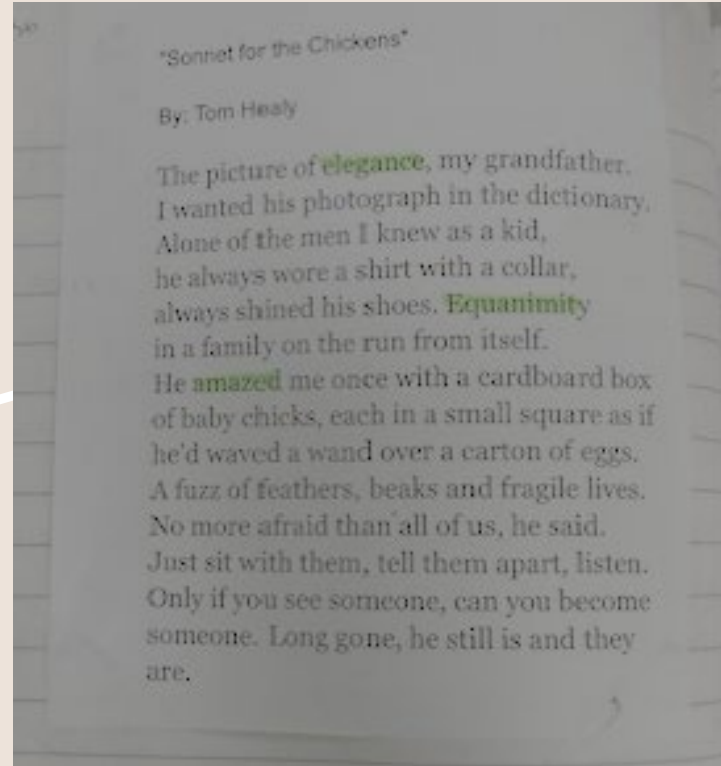 "Sonnet for the Chickens"
By: Tom Healy
The picture of elegance, my grandfather.
I wanted his photograph in the dictionary.
Alone of the men I knew as a kid,
he always wore a shirt with a collar,
always shined his shoes. Equanimity
in a family on the run from itself.
He amazed me once with a cardboard box
of baby chicks, each in a small square as if
he'd waved a wand over a carton of eggs.
A fuzz of feathers, beaks and fragile lives.
No more afraid than all of us, he said.
Just sit with them, tell them apart, listen.
Only if you see someone, can you become
someone. Long gone, he still is and they
are.